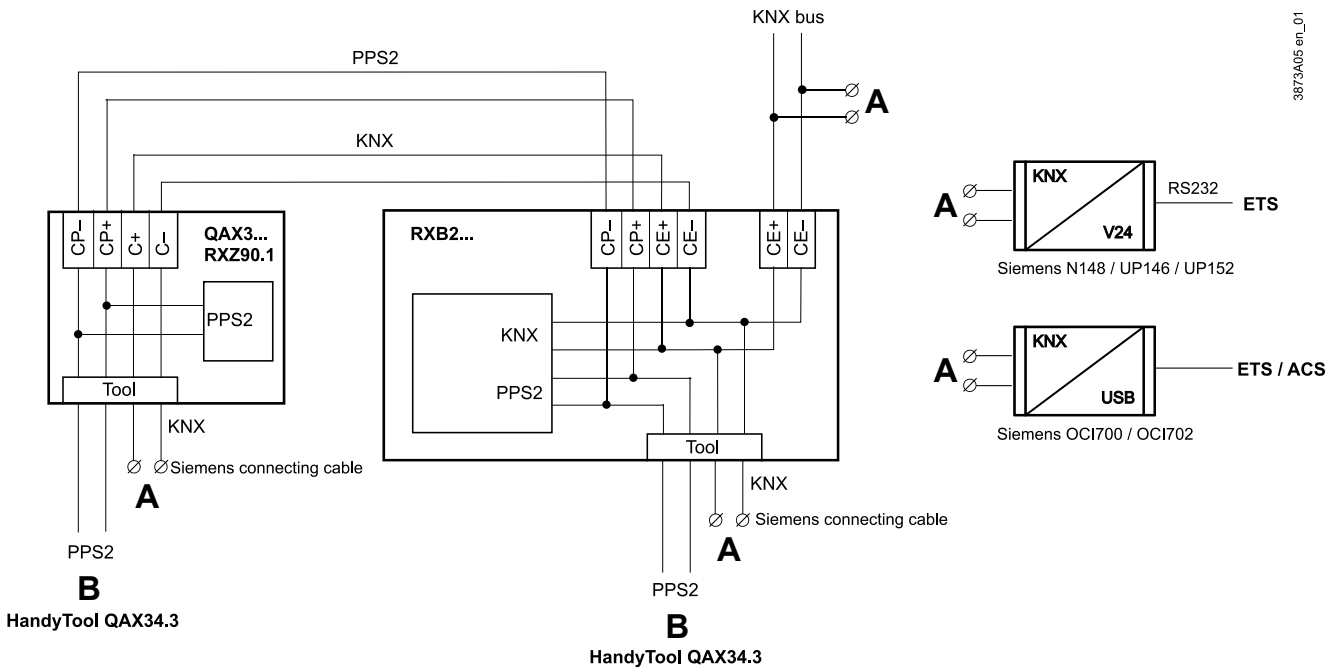 KNX bus
3873A05 en_01
PPS2
A
KNX
CP–
CP+
C+
C–
QAX3...
RXZ90.1
PPS2
Tool
KNX
Siemens connecting cable
A
PPS2
B
HandyTool QAX34.3
RXB2...
CP–
CP+
CE+
CE–
CE+
CE–
KNX
PPS2
Tool
KNX
Siemens connecting cable
A
PPS2
B
HandyTool QAX34.3
A
KNX
V24
RS232
ETS
Siemens N148 / UP146 / UP152
A
KNX
USB
ETS / ACS
Siemens OCI700 / OCI702